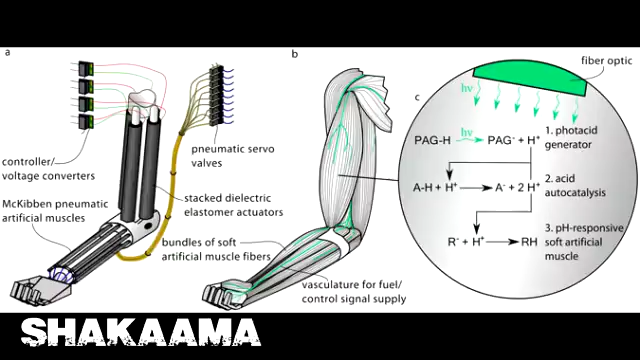 a
controller/
voltage converters
McKibben pneumatic
artificial muscles
pneumatic servo
valves
stacked dielectric
elastomer actuators
b
bundles of soft
artificial muscle fibers
vasculature for fuel/
control signal supply
fiber optic
c
hν
PAG-H hν PAG⁻ + H⁺
1. photacid
generator
A-H + H⁺ → A⁻ + 2 H⁺
2. acid
autocatalysis
R⁻ + H⁺ → RH
3. pH-responsive
soft artificial
muscle
SHAKAAMA